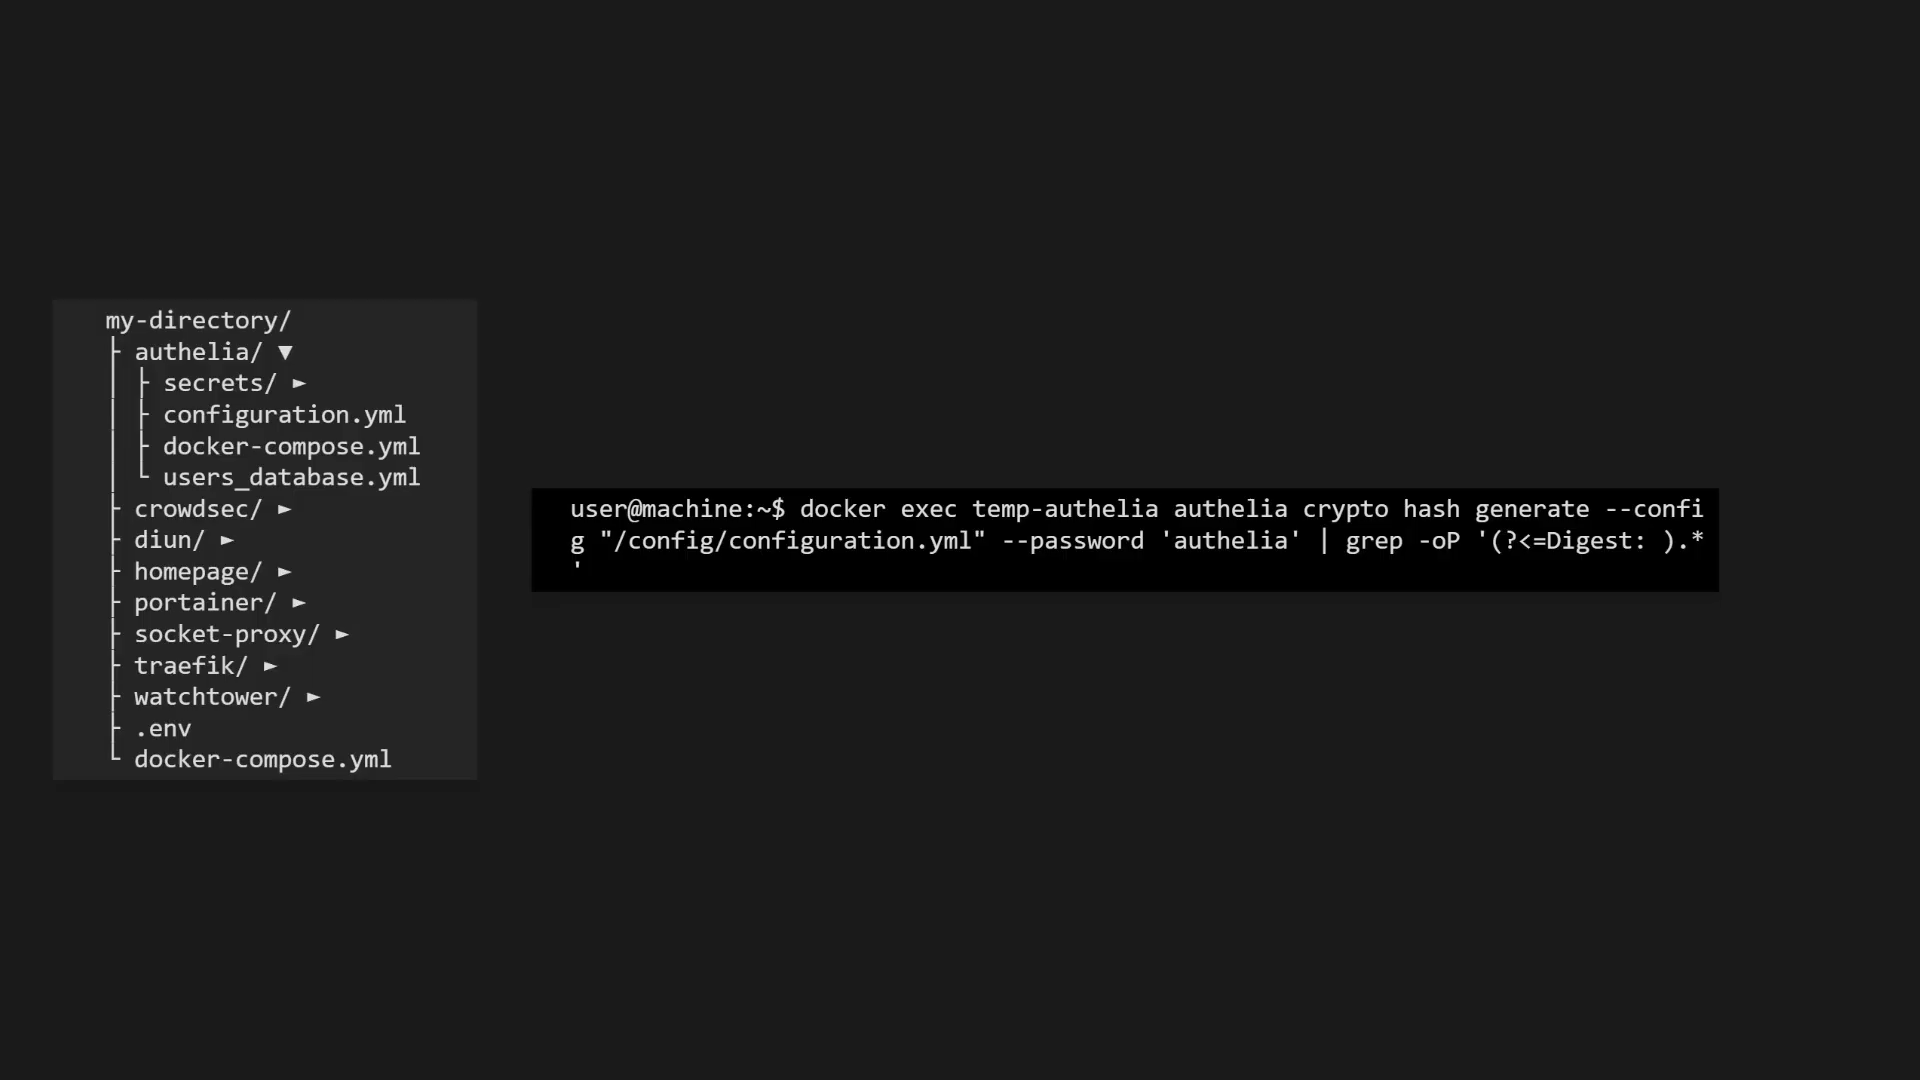 my-directory/
├ authelia/ ▼
│ ├ secrets/ ►
│ ├ configuration.yml
│ ├ docker-compose.yml
│ └ users_database.yml
├ crowdsec/ ►
├ diun/ ►
├ homepage/ ►
├ portainer/ ►
├ socket-proxy/ ►
├ traefik/ ►
├ watchtower/ ►
├ .env
└ docker-compose.yml
user@machine:~$ docker exec temp-authelia authelia crypto hash generate --confi
g "/config/configuration.yml" --password 'authelia' | grep -oP '(?<=Digest: ).*
'